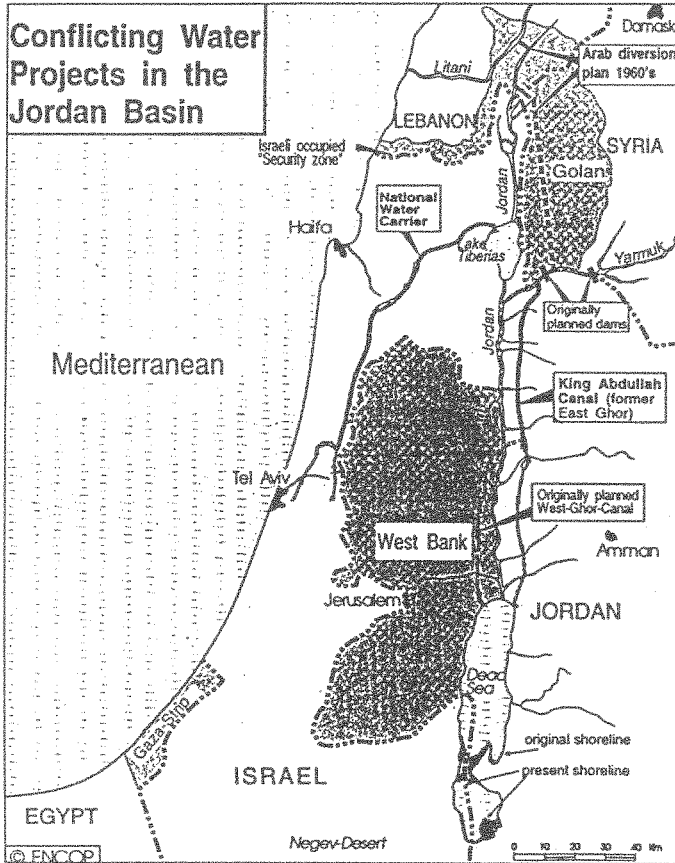 Conflicting Water
Projects in the
Jordan Basin
Damask
Litani
Arab diversion
plan 1960's
LEBANON
SYRIA
Israeli occupied
"Security zone"
Golan
Jordan
National
Water
Carrier
Haifa
Lake
Tiberias
Yarmuk
Originally
planned dams
Mediterranean
Jordan
King Abdullah
Canal (former
East Ghor)
Tel Aviv
Originally planned
West-Ghor-Canal
West Bank
Amman
Jerusalem
JORDAN
Dead
Sea
Gaza-Strip
original shoreline
ISRAEL
present shoreline
EGYPT
Negev-Desert
0 10 20 30 40 Km
© ENCOP